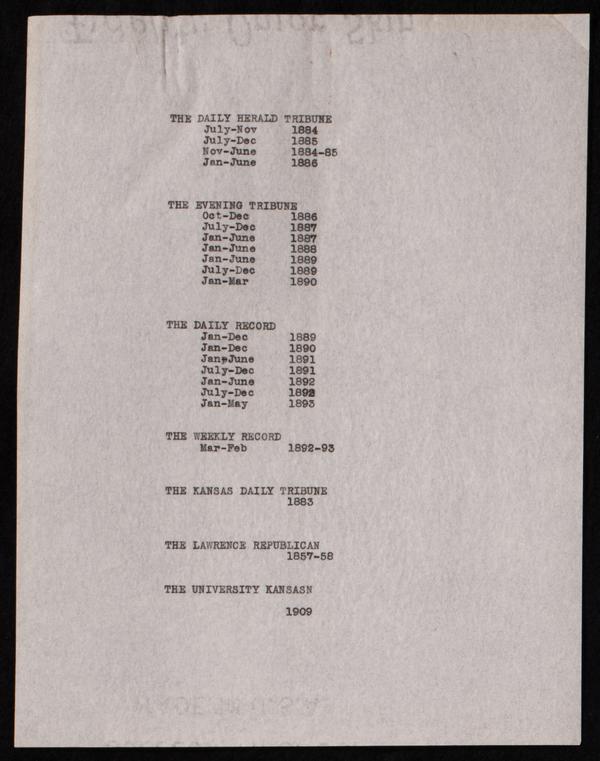 THE DAILY HERALD TRIBUNE
July-Nov 1884
July-Dec 1885
Nov-June 1884-85
Jan-June 1886
THE EVENING TRIBUNE
Oct-Dec 1886
July-Dec 1887
Jan-June 1887
Jan-June 1888
Jan-June 1889
July-Dec 1889
Jan-Mar 1890
THE DAILY RECORD
Jan-Dec 1889
Jan-Dec 1890
Jan-June 1891
July-Dec 1891
Jan-June 1892
July-Dec 1892
Jan-May 1893
THE WEEKLY RECORD
Mar-Feb 1892-93
THE KANSAS DAILY TRIBUNE
1883
THE LAWRENCE REPUBLICAN
1857-58
THE UNIVERSITY KANSASN
1909
MADE IN U.S.A.